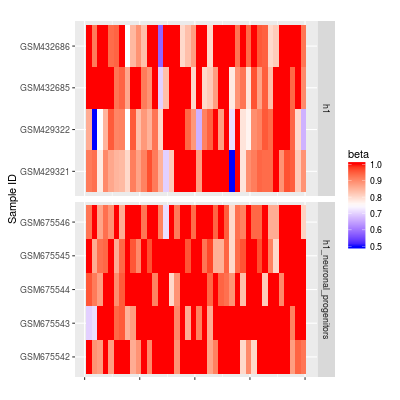 GSM432686
GSM432685
GSM429322
GSM429321
h1
GSM675546
GSM675545
GSM675544
GSM675543
GSM675542
h1_neuronal_progenitors
Sample ID
beta
1.0
0.9
0.8
0.7
0.6
0.5